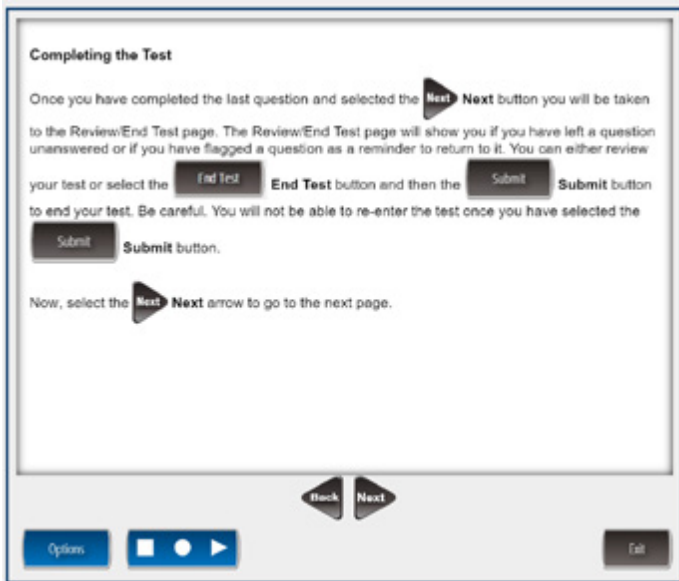 Completing the Test
Once you have completed the last question and selected the Next Next button you will be taken
to the Review/End Test page. The Review/End Test page will show you if you have left a question
unanswered or if you have flagged a question as a reminder to return to it. You can either review
your test or select the End Test End Test button and then the Submit Submit button
to end your test. Be careful. You will not be able to re-enter the test once you have selected the
Submit Submit button.
Now, select the Next Next arrow to go to the next page.
Back Next
Options Exit